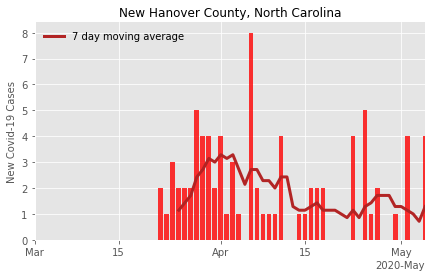 New Hanover County, North Carolina
7 day moving average
New Covid-19 Cases
8
7
6
5
4
3
2
1
0
Mar 15 Apr 15 May
2020-May